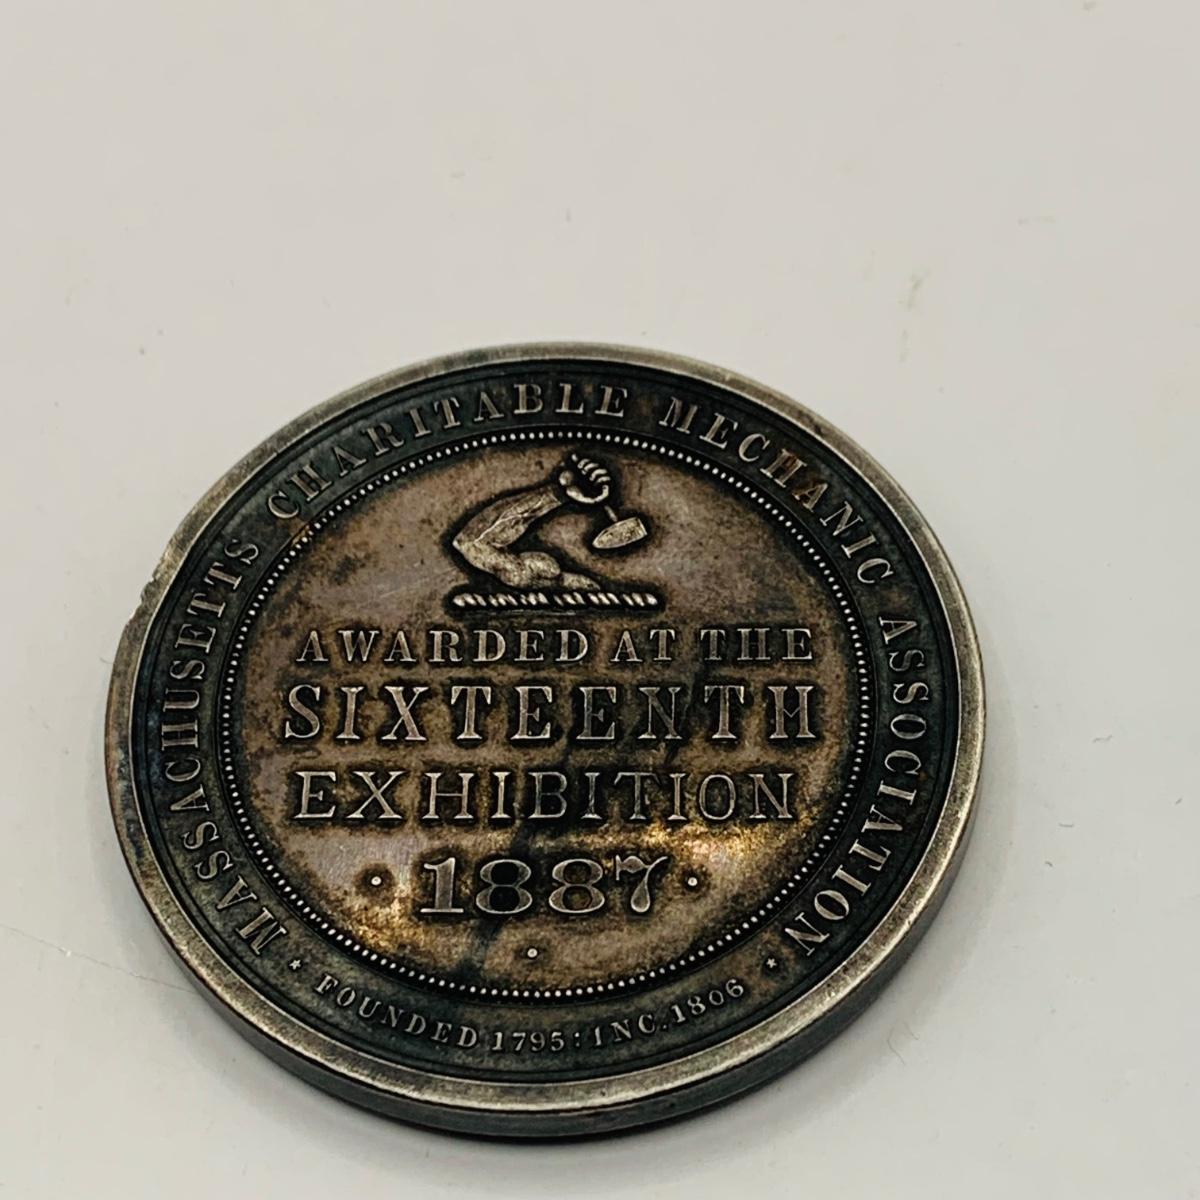 MASSACHUSETTS CHARITABLE MECHANIC ASSOCIATION
AWARDED AT THE
SIXTEENTH
EXHIBITION
· 1887 ·
FOUNDED 1795: INC. 1806